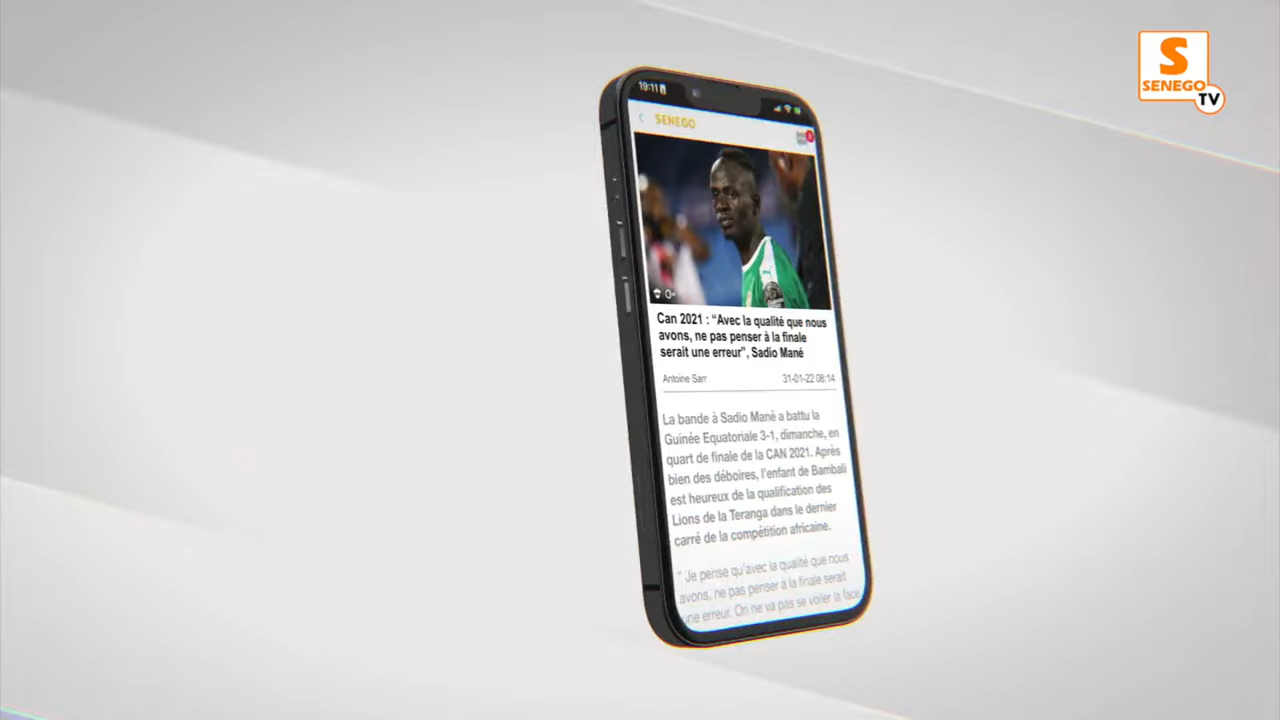 S
SENEGO
TV
19:11
SENEGO
Can 2021 : “Avec la qualité que nous
avons, ne pas penser à la finale
serait une erreur”, Sadio Mané
Antoine Sarr 31-01-22 08:14
La bande à Sadio Mané a battu la
Guinée Equatoriale 3-1, dimanche, en
quart de finale de la CAN 2021. Après
bien des déboires, l'enfant de Bambali
est heureux de la qualification des
Lions de la Teranga dans le dernier
carré de la compétition africaine.
“ Je pense qu'avec la qualité que nous
avons, ne pas penser à la finale serait
une erreur. On ne va pas se voiler la face